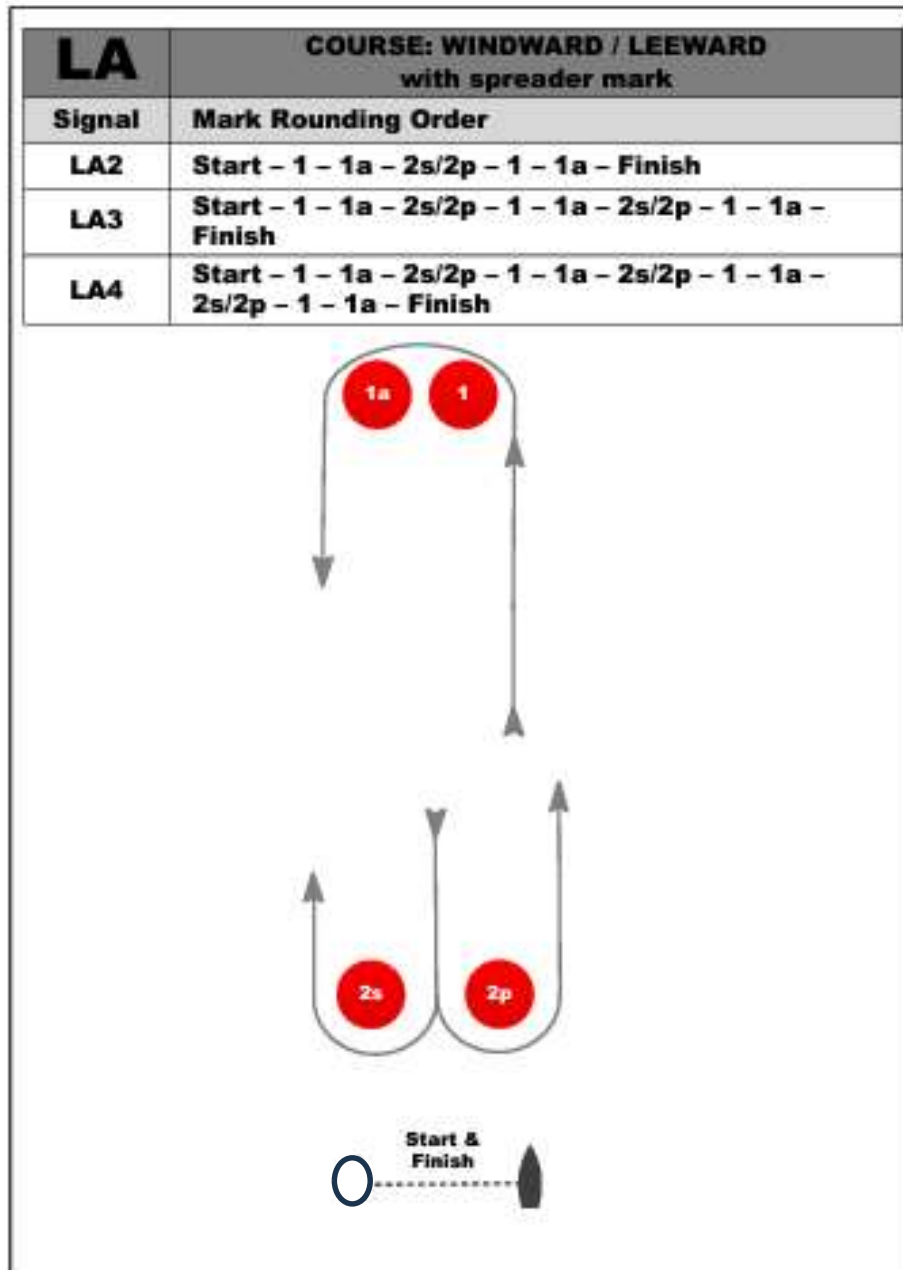 LA
COURSE: WINDWARD / LEEWARD
with spreader mark
Signal Mark Rounding Order
LA2 Start – 1 – 1a – 2s/2p – 1 – 1a – Finish
LA3 Start – 1 – 1a – 2s/2p – 1 – 1a – 2s/2p – 1 – 1a –
Finish
LA4 Start – 1 – 1a – 2s/2p – 1 – 1a – 2s/2p – 1 – 1a –
2s/2p – 1 – 1a – Finish
1a 1
2s 2p
Start &
Finish